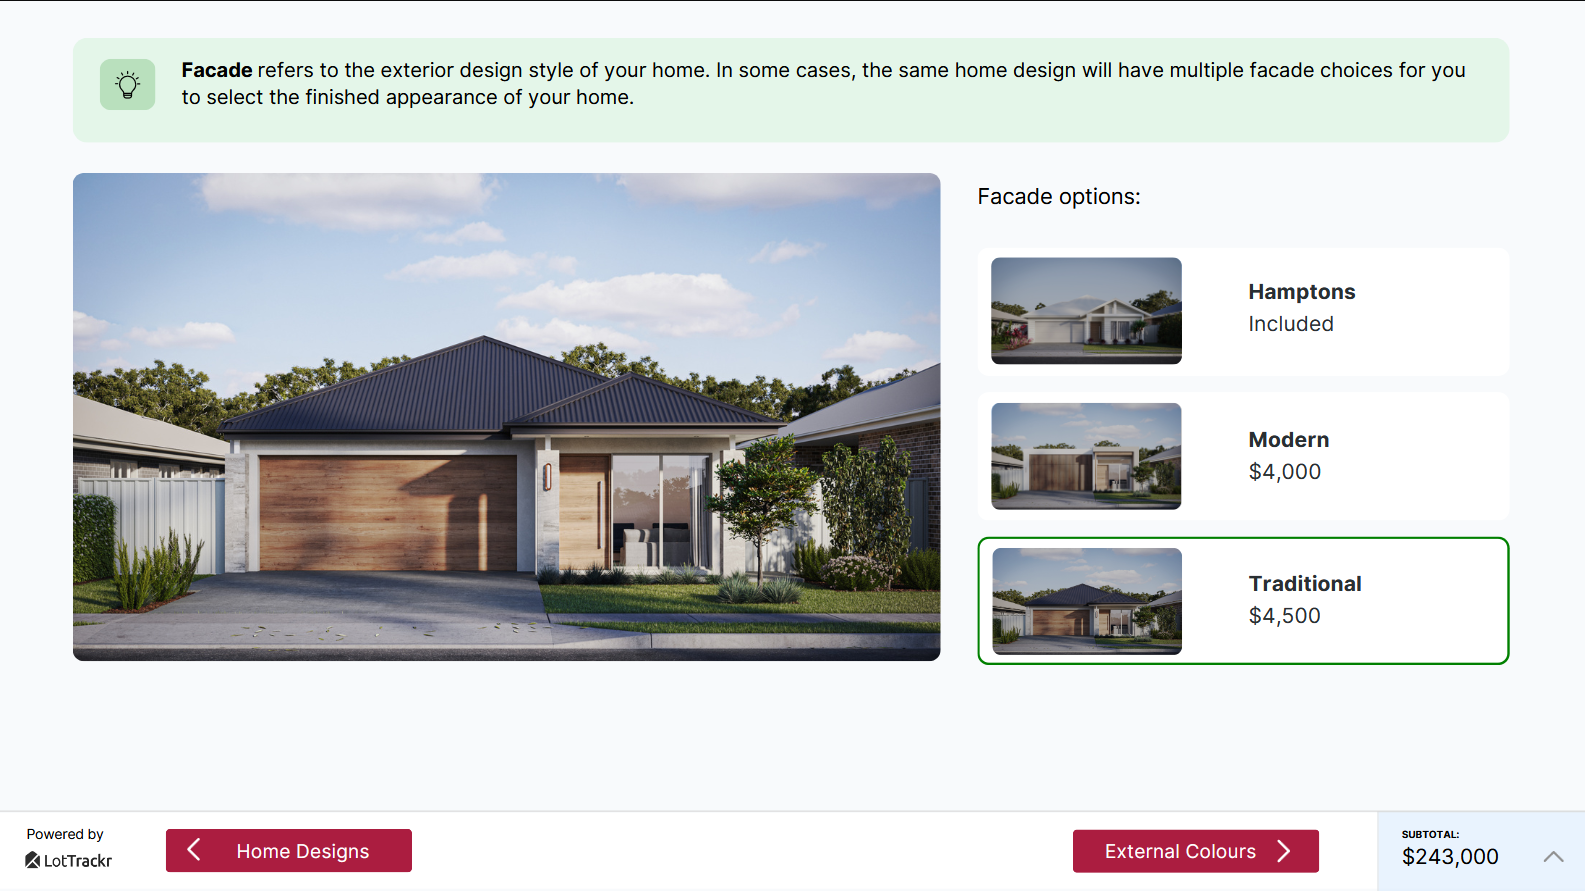 Facade refers to the exterior design style of your home. In some cases, the same home design will have multiple facade choices for you
to select the finished appearance of your home.
Facade options:
Hamptons
Included
Modern
$4,000
Traditional
$4,500
Powered by
LotTrackr
Home Designs
External Colours
SUBTOTAL:
$243,000